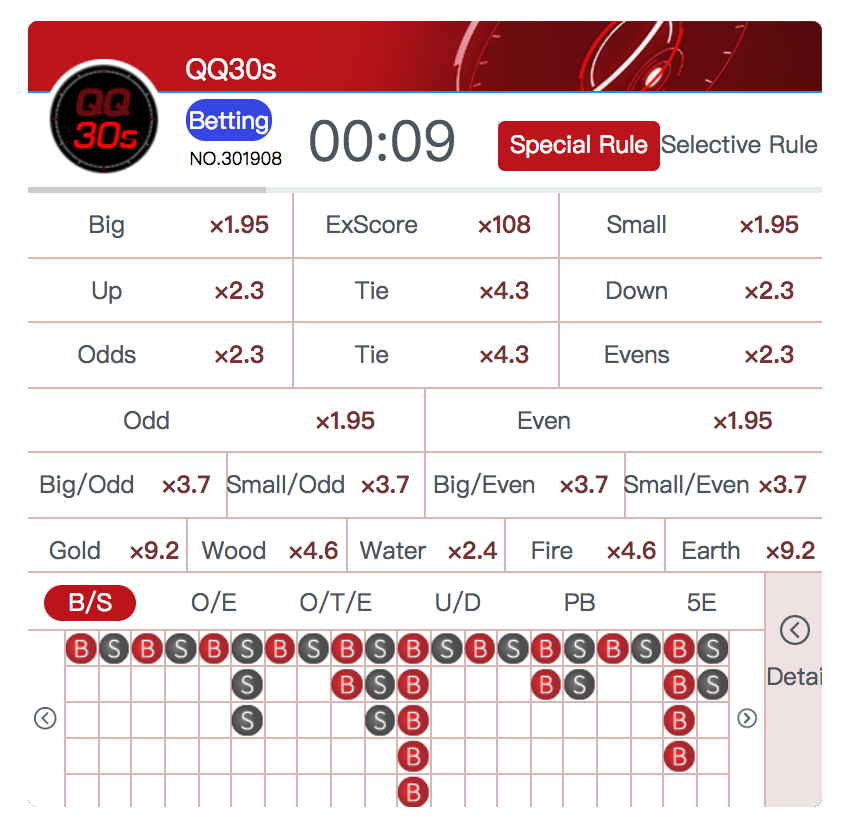 QQ30s
QQ
30s
Betting
NO.301908
00:09
Special Rule
Selective Rule
Big ×1.95 ExScore ×108 Small ×1.95
Up ×2.3 Tie ×4.3 Down ×2.3
Odds ×2.3 Tie ×4.3 Evens ×2.3
Odd ×1.95 Even ×1.95
Big/Odd ×3.7 Small/Odd ×3.7 Big/Even ×3.7 Small/Even ×3.7
Gold ×9.2 Wood ×4.6 Water ×2.4 Fire ×4.6 Earth ×9.2
B/S O/E O/T/E U/D PB 5E
Detai
B S B S B S B S B S B S B S B S B S B S
S B S B B S B S
S S B B
B B
B